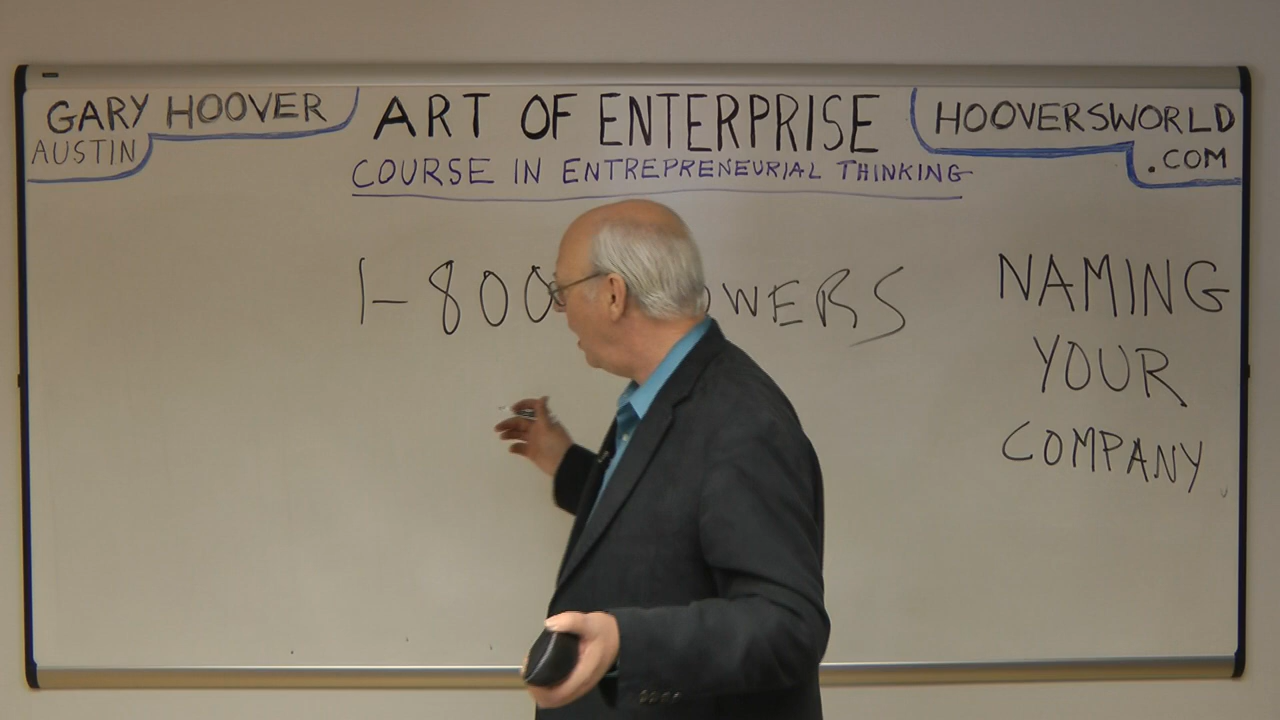 GARY HOOVER
AUSTIN
ART OF ENTERPRISE
COURSE IN ENTREPRENEURIAL THINKING
HOOVERSWORLD
.COM
1-800
NAMING
YOUR
COMPANY